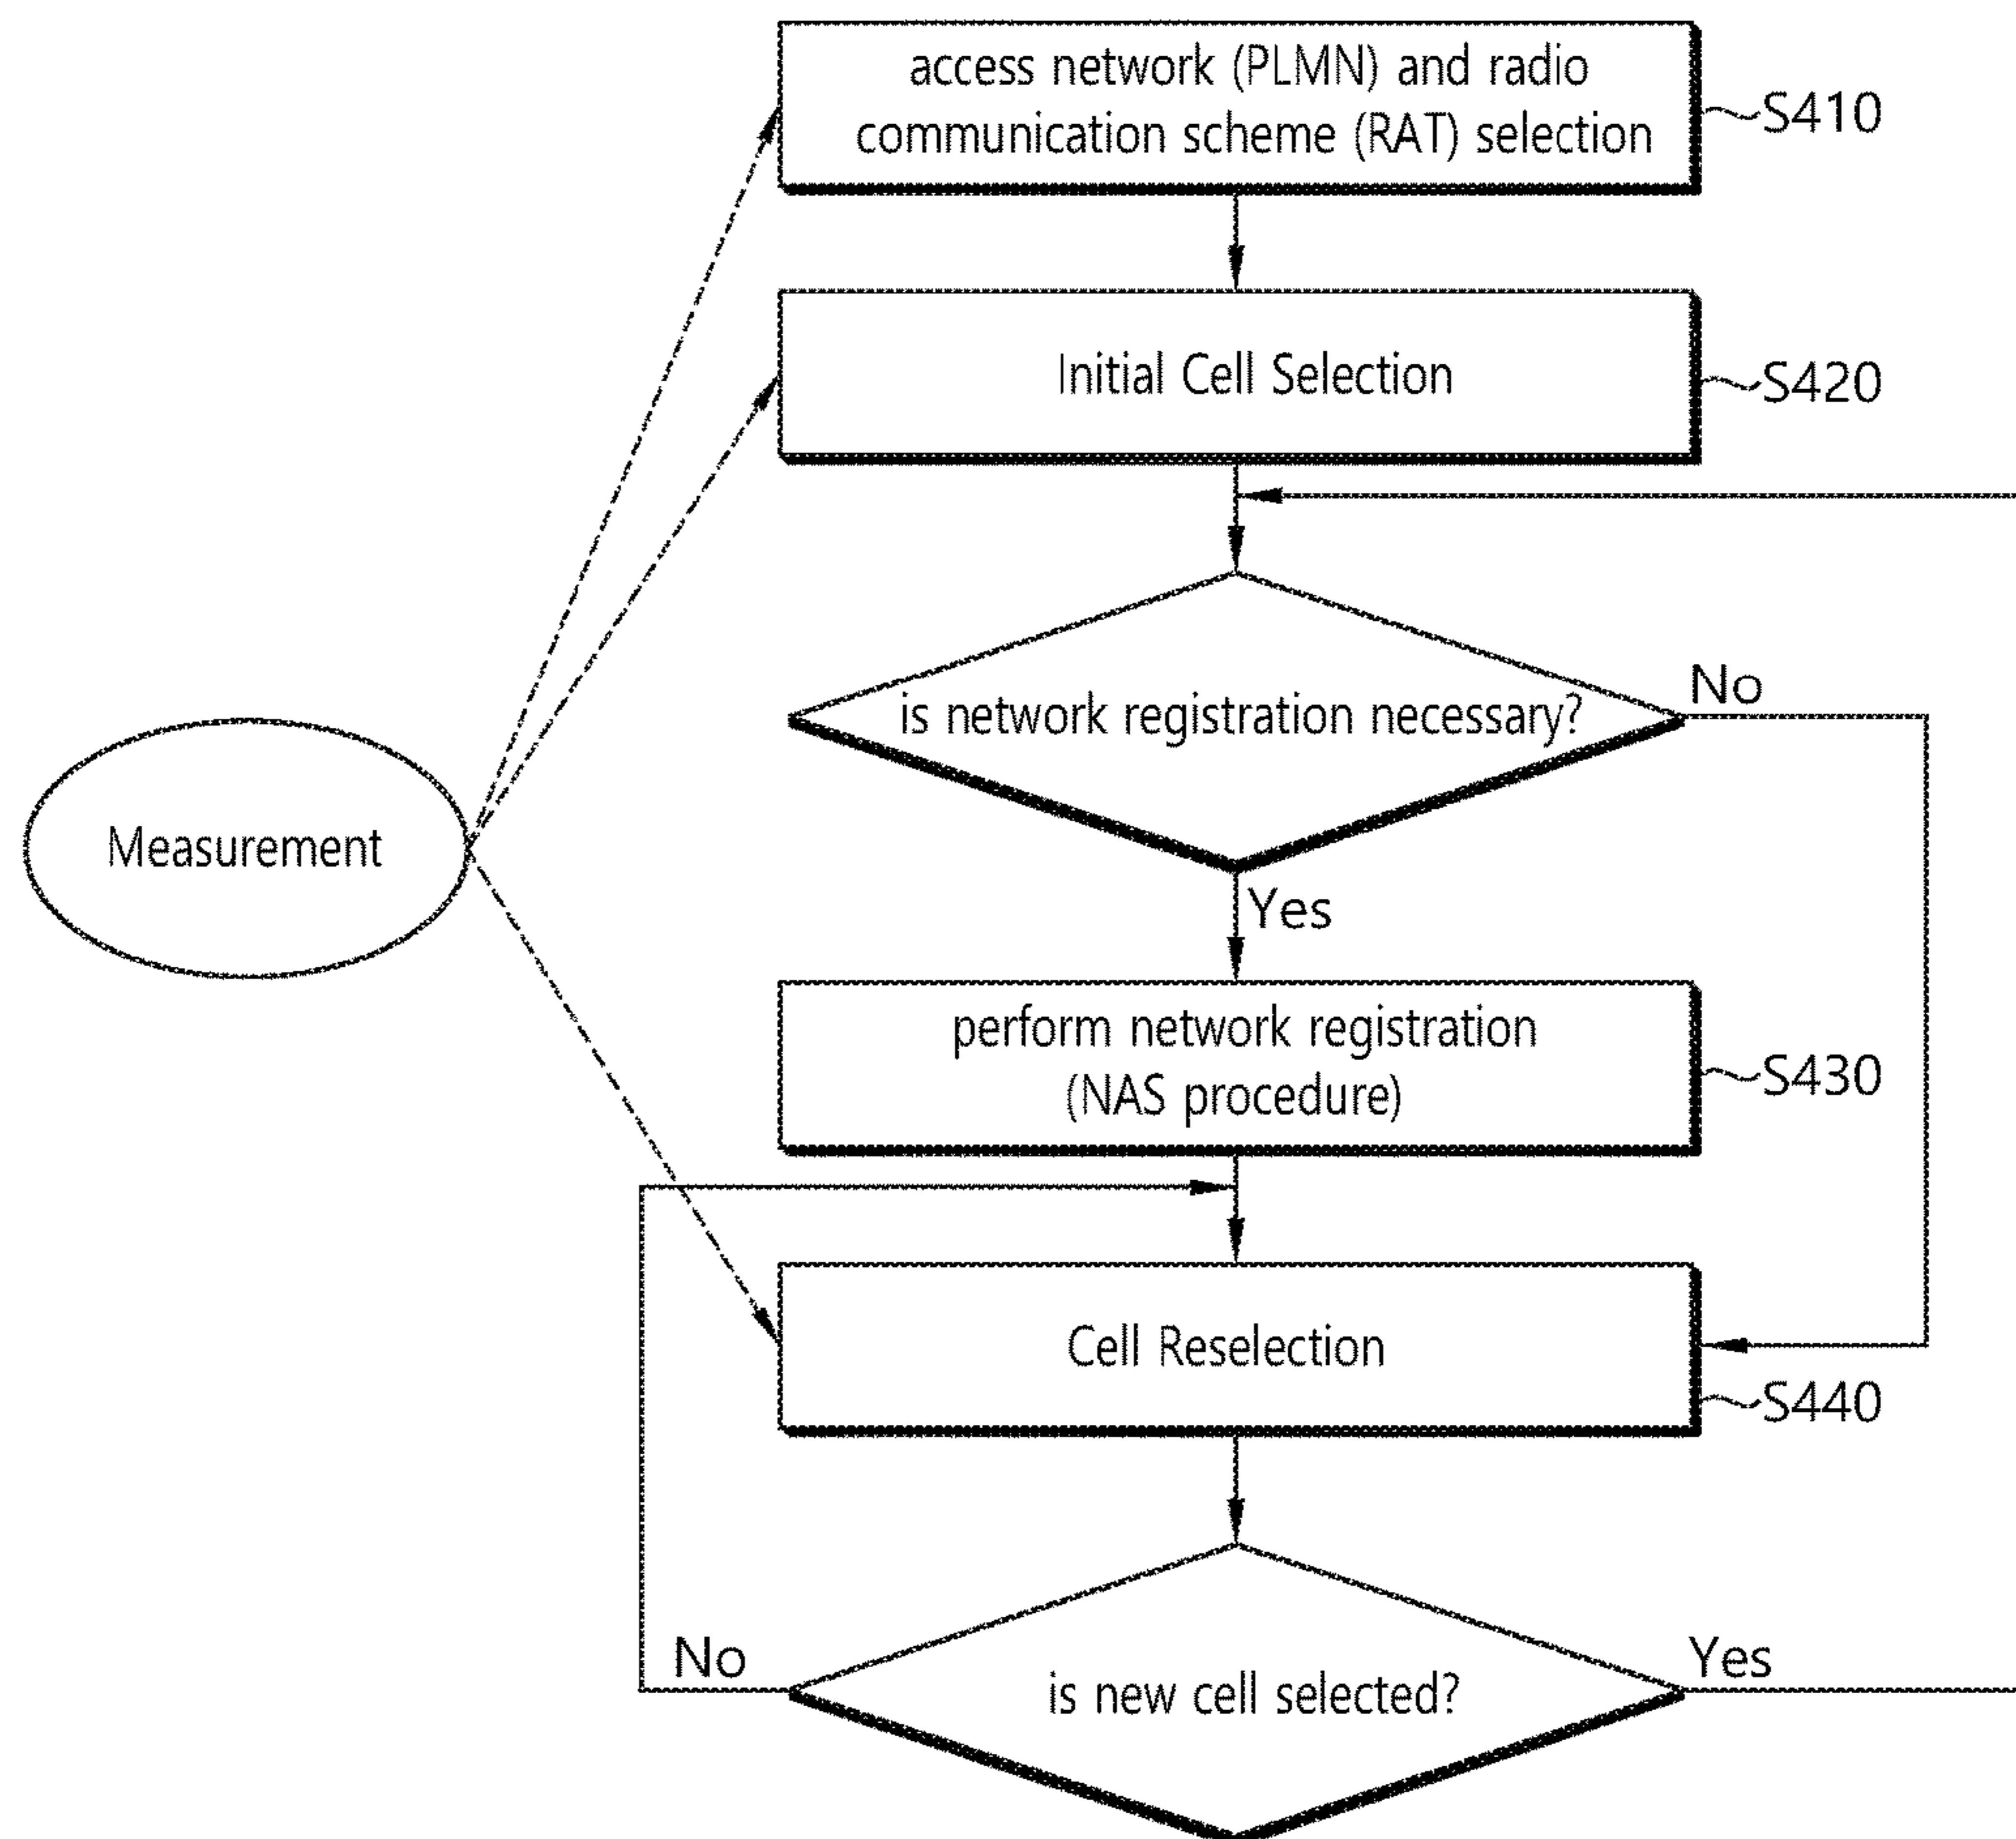 access network (PLMN) and radio
communication scheme (RAT) selection
S410
Initial Cell Selection
S420
is network registration necessary?
No
Measurement
Yes
perform network registration
(NAS procedure)
S430
Cell Reselection
S440
No
is new cell selected?
Yes